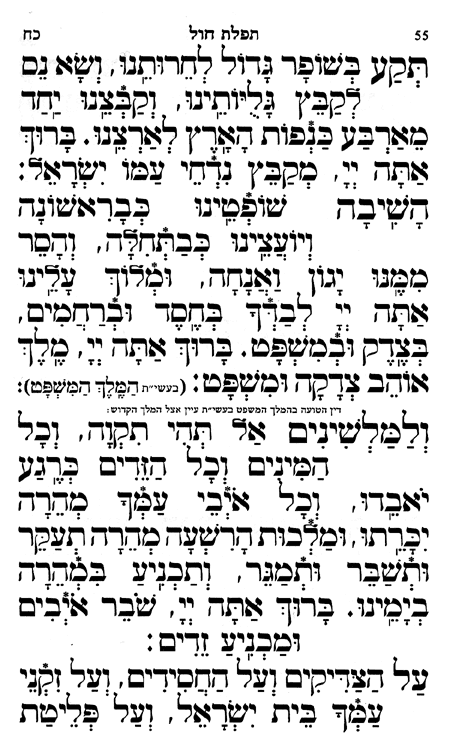 55 תפלת חול כח
תְּקַע בְּשׁוֹפָר גָּדוֹל לְחֵרוּתֵֽנוּ, וְשָׂא נֵס
לְקַבֵּץ גָּלֻיּוֹתֵֽינוּ, וְקַבְּצֵֽנוּ יַֽחַד
מֵאַרְבַּע כַּנְפוֹת הָאָֽרֶץ לְאַרְצֵֽנוּ. בָּרוּךְ
אַתָּה יְיָ, מְקַבֵּץ נִדְחֵי עַמּוֹ יִשְׂרָאֵל:
הָשִֽׁיבָה שׁוֹפְטֵֽינוּ כְּבָרִאשׁוֹנָה
וְיוֹעֲצֵֽינוּ כְּבַתְּחִלָּה, וְהָסֵר
מִמֶּֽנּוּ יָגוֹן וַאֲנָחָה, וּמְלוֹךְ עָלֵֽינוּ
אַתָּה יְיָ לְבַדְּךָ בְּחֶֽסֶד וּבְרַחֲמִים,
בְּצֶֽדֶק וּבְמִשְׁפָּט. בָּרוּךְ אַתָּה יְיָ, מֶֽלֶךְ
אוֹהֵב צְדָקָה וּמִשְׁפָּט: (בעשי״ת הַמֶּֽלֶךְ הַמִּשְׁפָּט):
דין הטועה בהמלך המשפט בעשי״ת עיין אצל המלך הקדוש:
וְלַמַּלְשִׁינִים אַל תְּהִי תִקְוָה, וְכָל
הַמִּינִים וְכָל הַזֵּדִים כְּרֶֽגַע
יֹאבֵֽדוּ, וְכָל אֹיְבֵי עַמְּךָ מְהֵרָה
יִכָּרֵֽתוּ, וּמַלְכוּת הָרִשְׁעָה מְהֵרָה תְעַקֵּר
וּתְשַׁבֵּר וּתְמַגֵּר, וְתַכְנִֽיעַ בִּמְהֵרָה
בְיָמֵֽינוּ. בָּרוּךְ אַתָּה יְיָ, שֹׁבֵר אֹיְבִים
וּמַכְנִֽיעַ זֵדִים:
עַל הַצַּדִּיקִים וְעַל הַחֲסִידִים, וְעַל זִקְנֵי
עַמְּךָ בֵּית יִשְׂרָאֵל, וְעַל פְּלֵיטַת